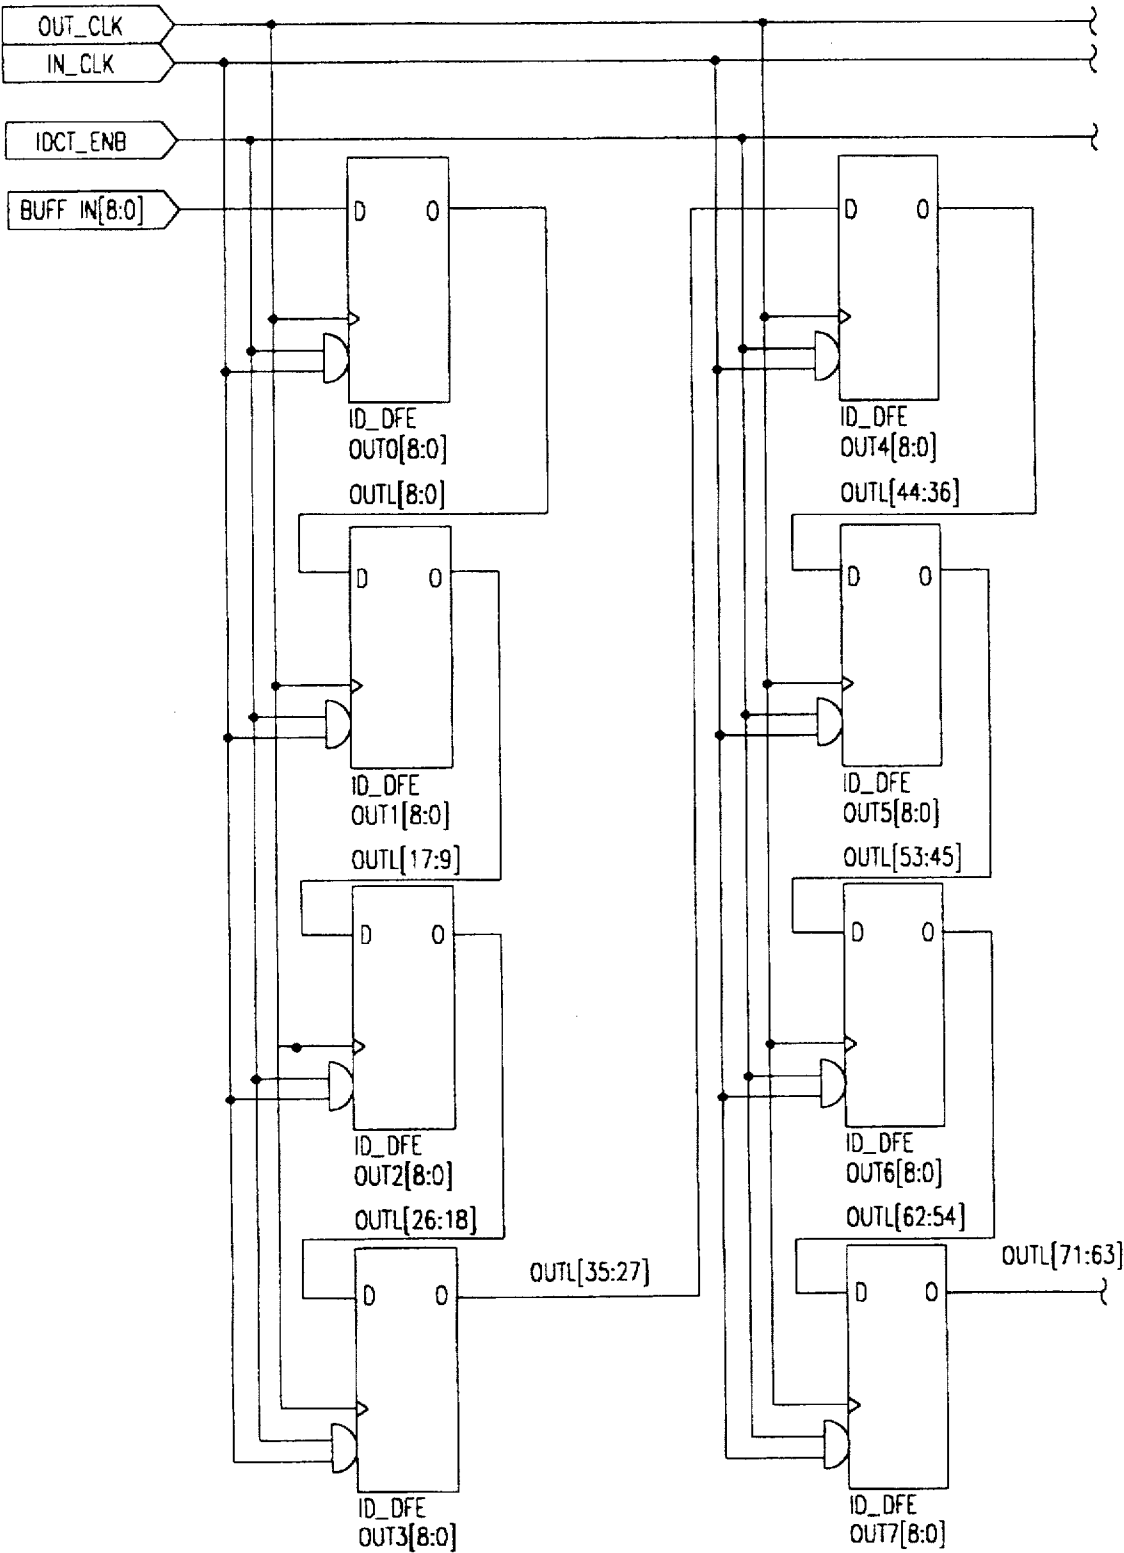 OUT_CLK
IN_CLK
IDCT_ENB
BUFF IN[8:0]
D O
ID_DFE
OUT0[8:0]
OUTL[8:0]
D O
ID_DFE
OUT1[8:0]
OUTL[17:9]
D O
ID_DFE
OUT2[8:0]
OUTL[26:18]
D O
OUTL[35:27]
ID_DFE
OUT3[8:0]
D O
ID_DFE
OUT4[8:0]
OUTL[44:36]
D O
ID_DFE
OUT5[8:0]
OUTL[53:45]
D O
ID_DFE
OUT6[8:0]
OUTL[62:54]
D O
OUTL[71:63]
ID_DFE
OUT7[8:0]